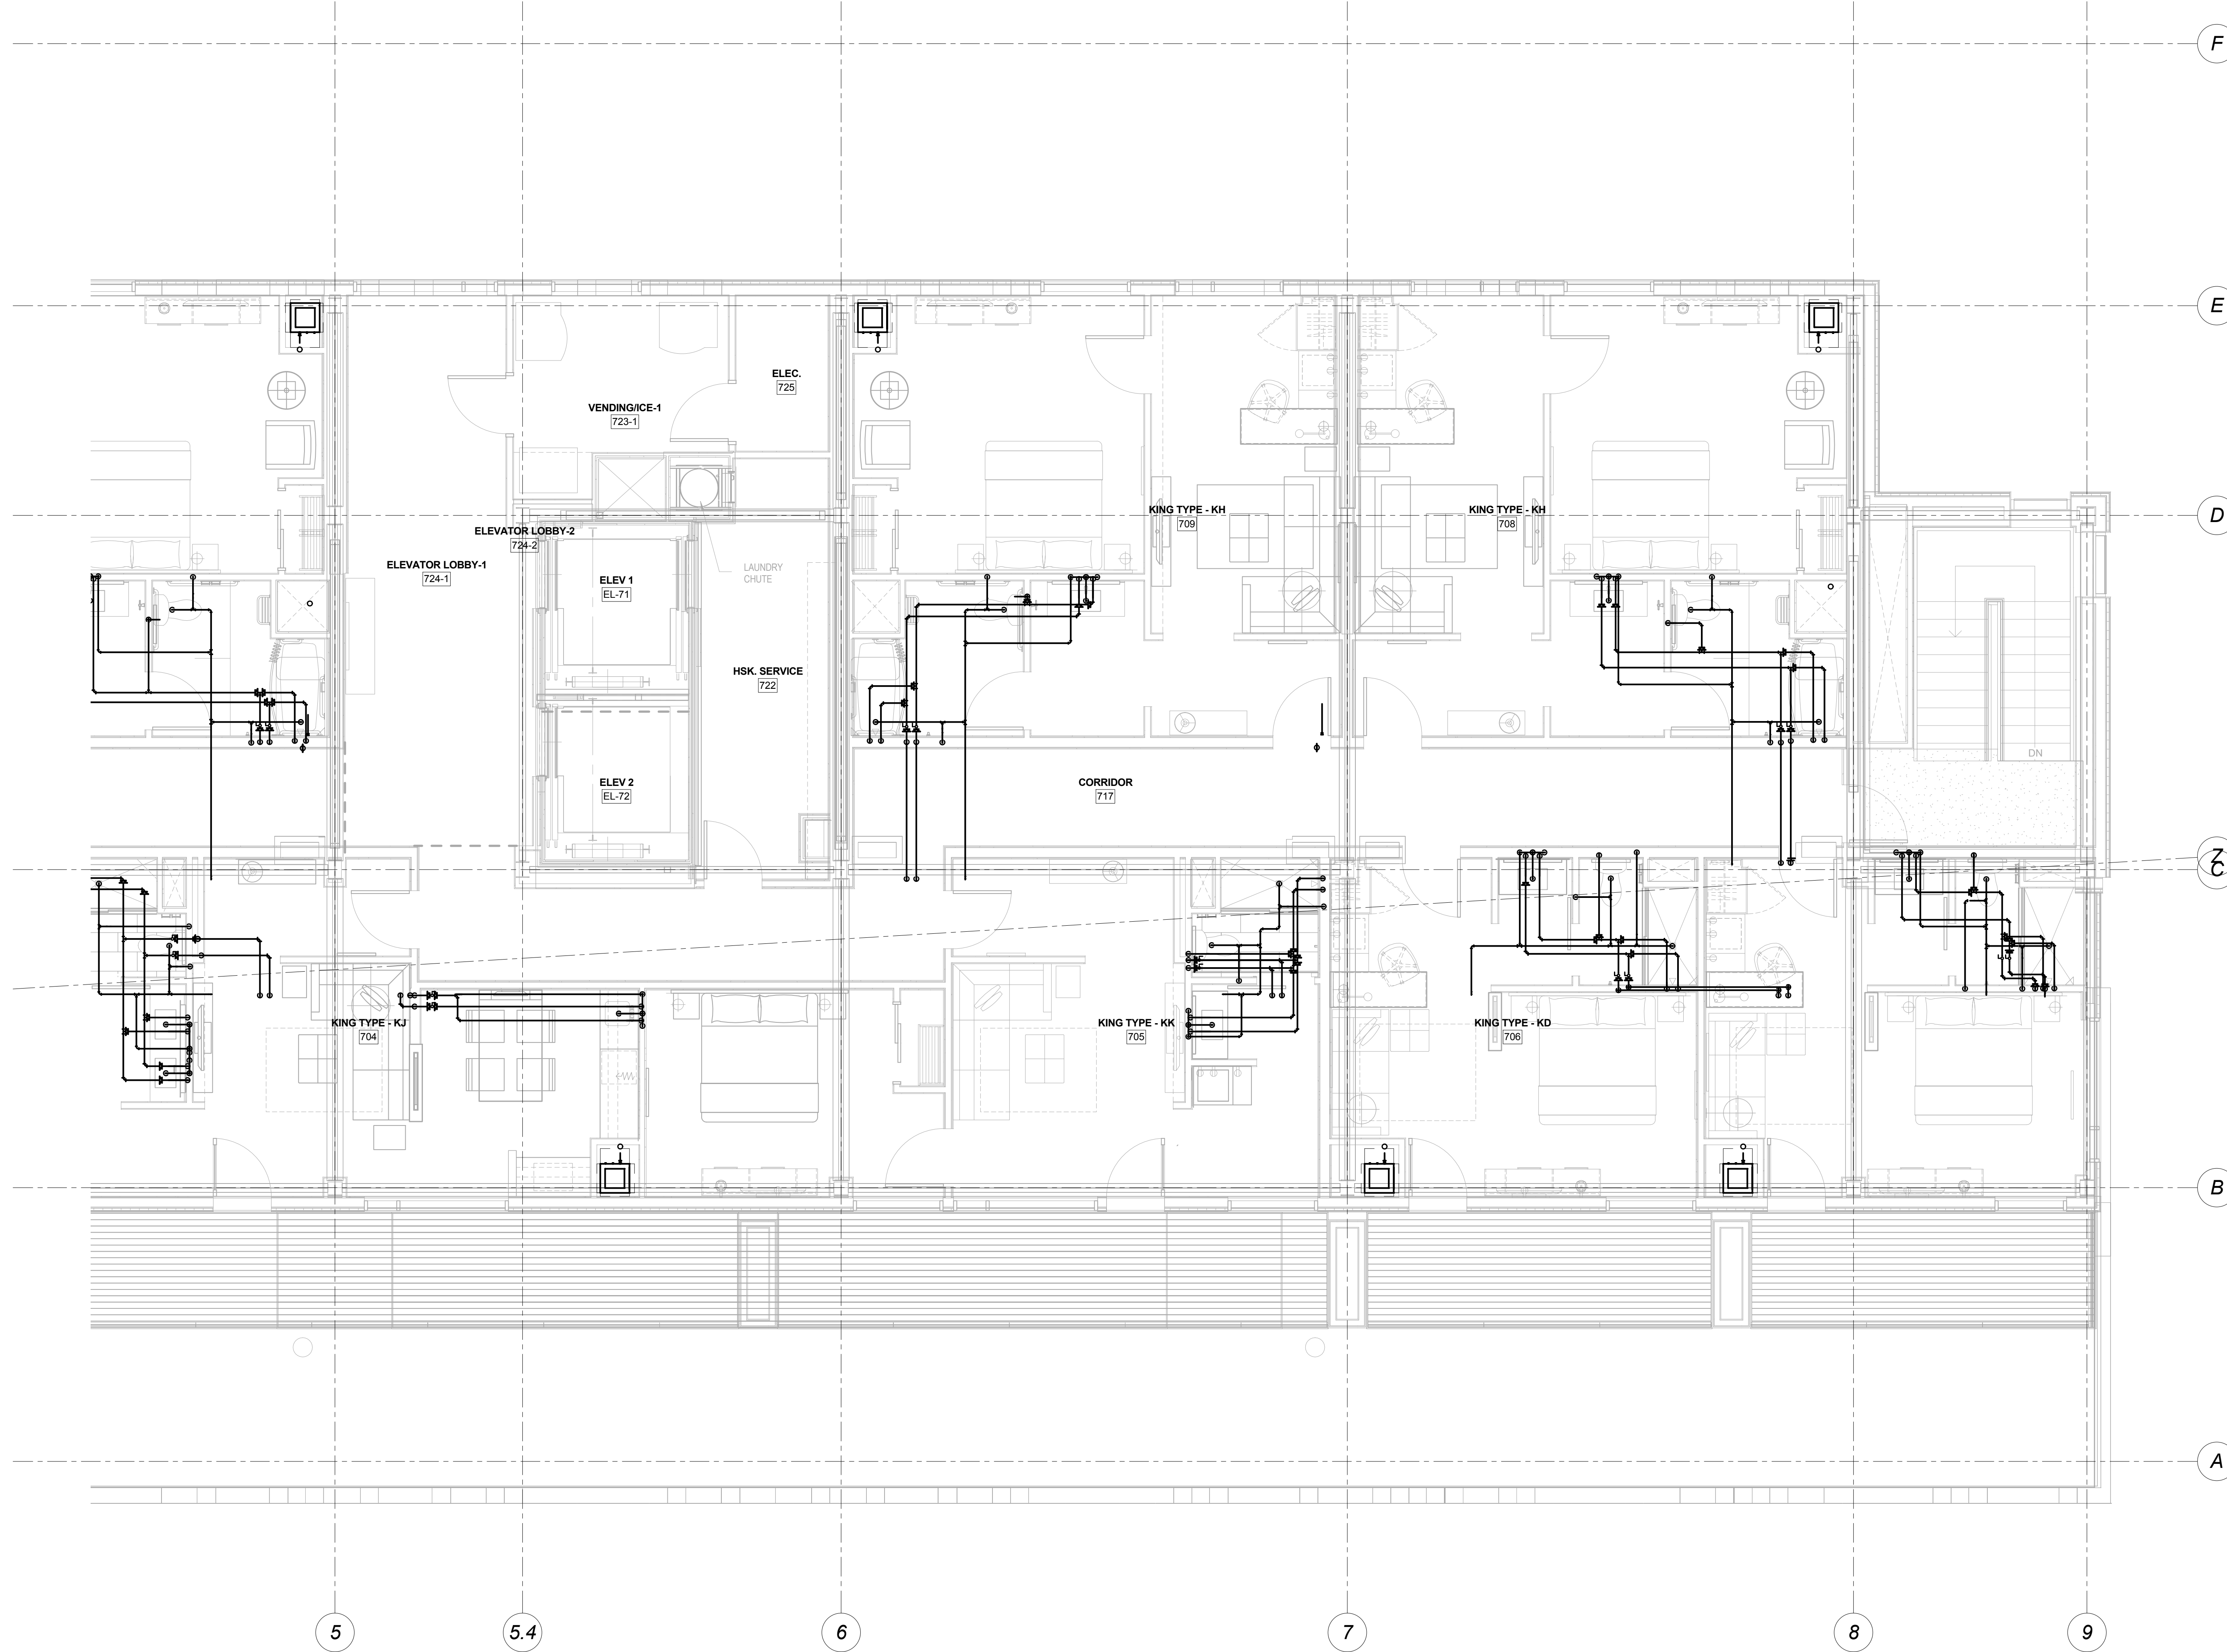 F
E
ELEC.
725
VENDING/ICE-1
723-1
KING TYPE - KH
709
KING TYPE - KH
708
D
ELEVATOR LOBBY-2
724-2
ELEVATOR LOBBY-1
724-1
LAUNDRY
CHUTE
ELEV 1
EL-71
HSK. SERVICE
722
DN
ELEV 2
EL-72
CORRIDOR
717
Z
C
KING TYPE - KJ
704
KING TYPE - KK
705
KING TYPE - KD
706
B
A
5
5.4
6
7
8
9